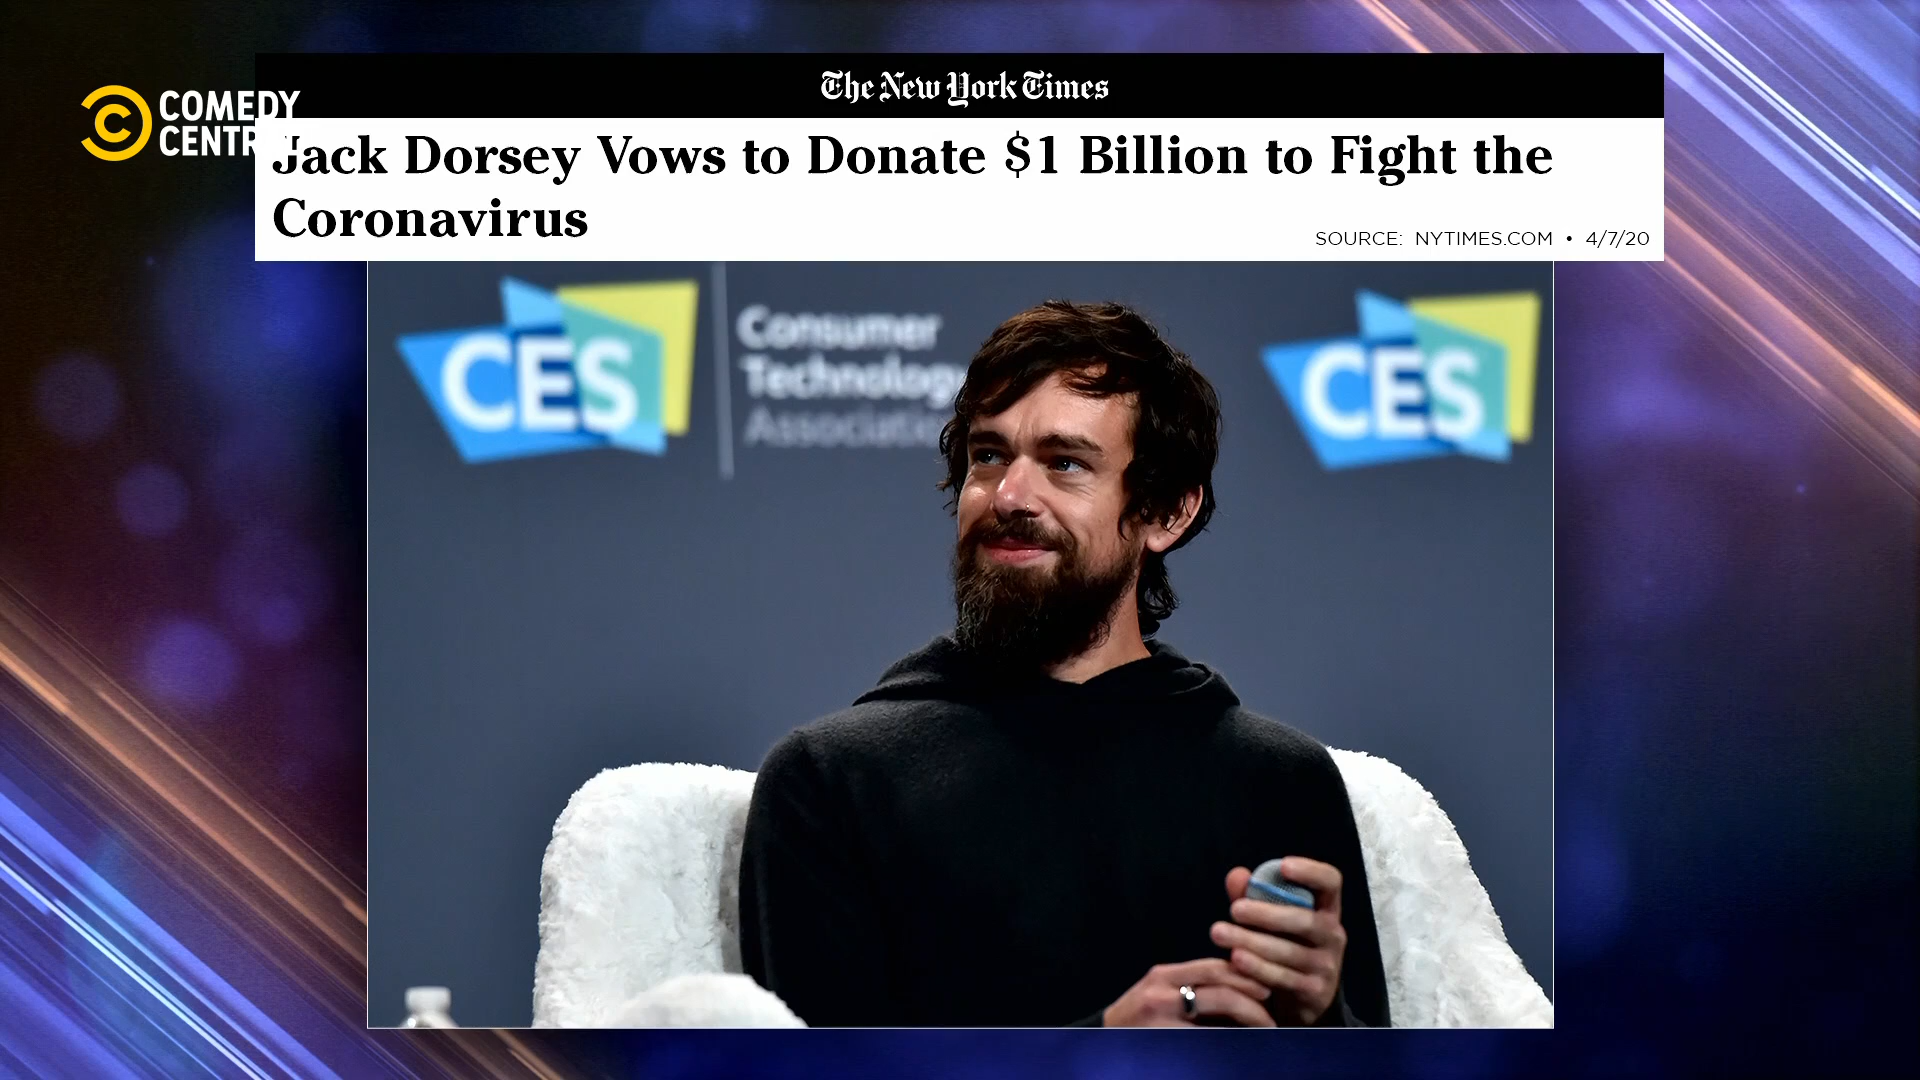 The New York Times
COMEDY
CENTR
Jack Dorsey Vows to Donate $1 Billion to Fight the
Coronavirus
SOURCE: NYTIMES.COM • 4/7/20
CES
Consumer
Technology
Associatio
CES